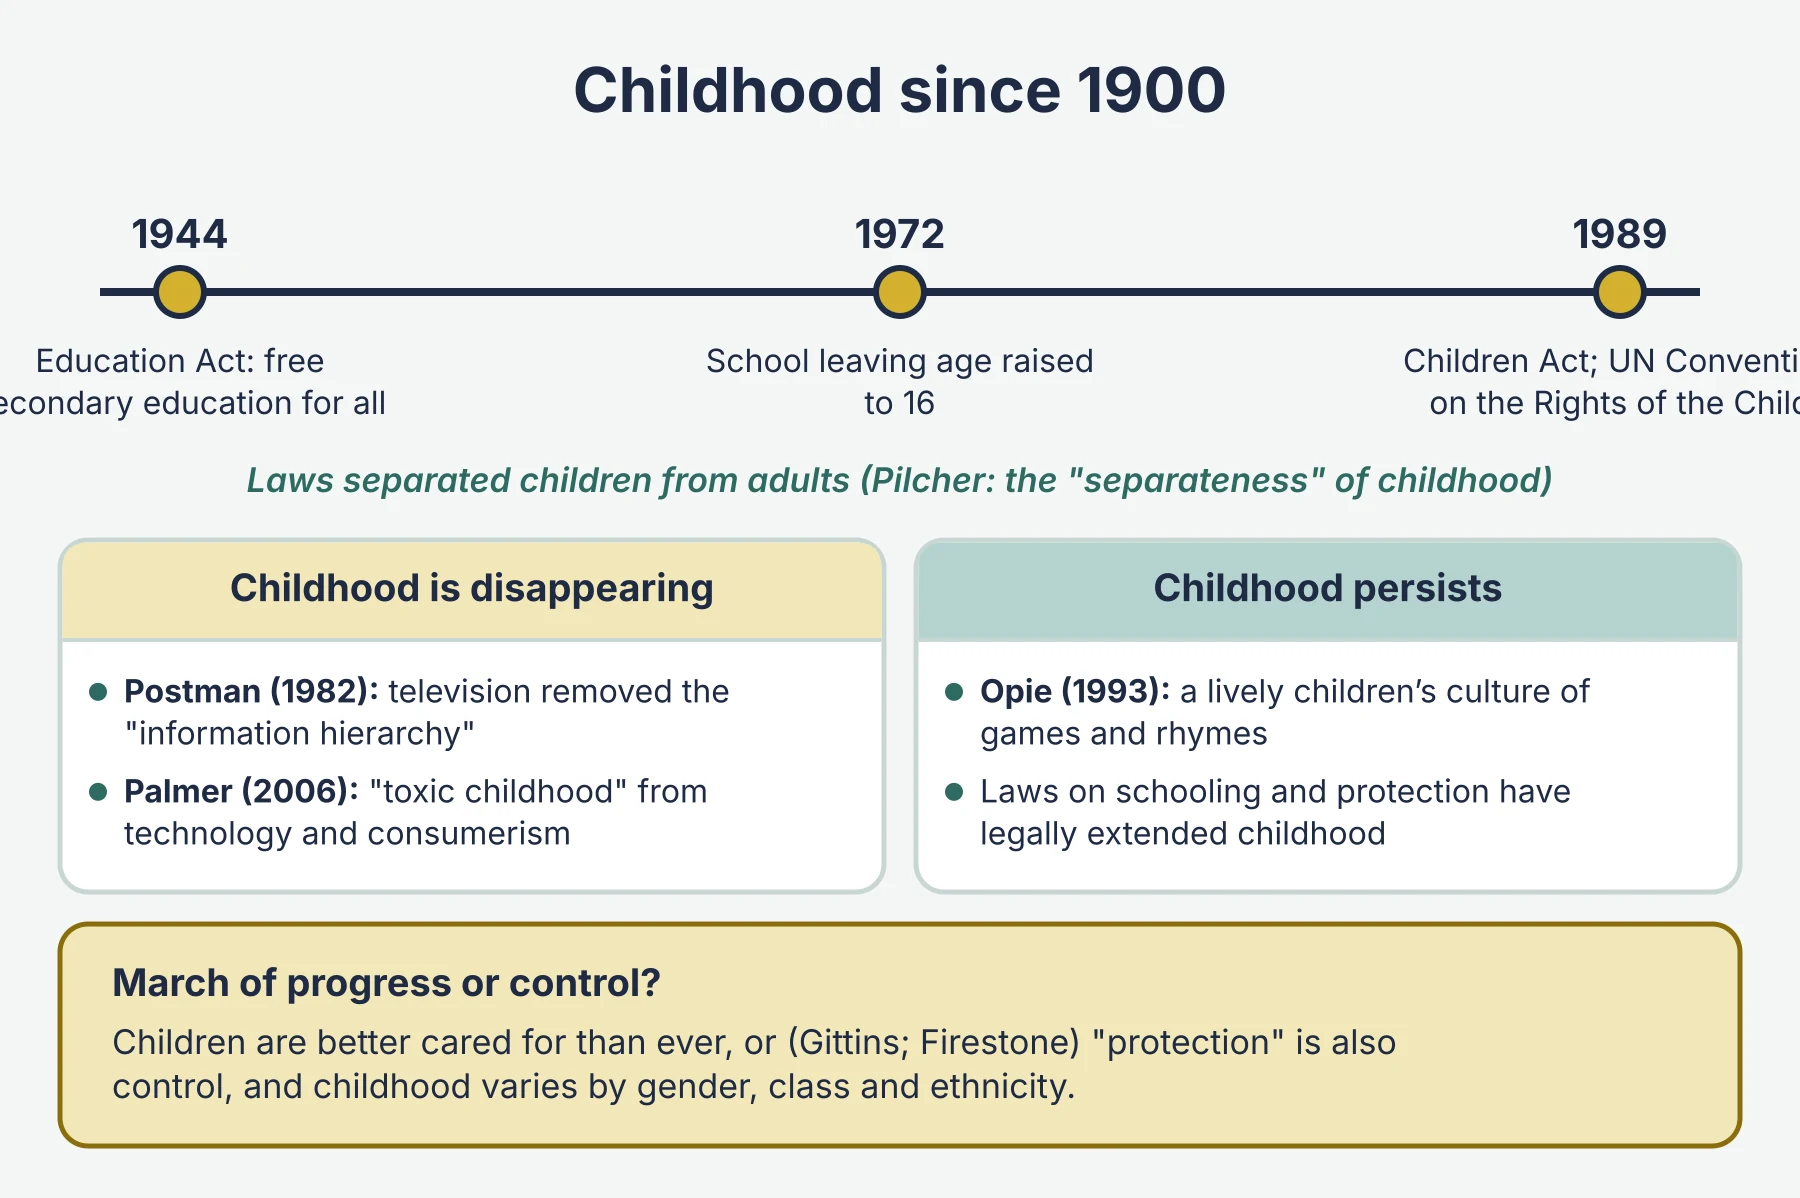 Childhood since 1900
1944
1972
1989
Education Act: free
econdary education for all
School leaving age raised
to 16
Children Act; UN Conventi
on the Rights of the Chil
Laws separated children from adults (Pilcher: the "separateness" of childhood)
Childhood is disappearing
Postman (1982): television removed the
"information hierarchy"
Palmer (2006): "toxic childhood" from
technology and consumerism
Childhood persists
Opie (1993): a lively children’s culture of
games and rhymes
Laws on schooling and protection have
legally extended childhood
March of progress or control?
Children are better cared for than ever, or (Gittins; Firestone) "protection" is also
control, and childhood varies by gender, class and ethnicity.